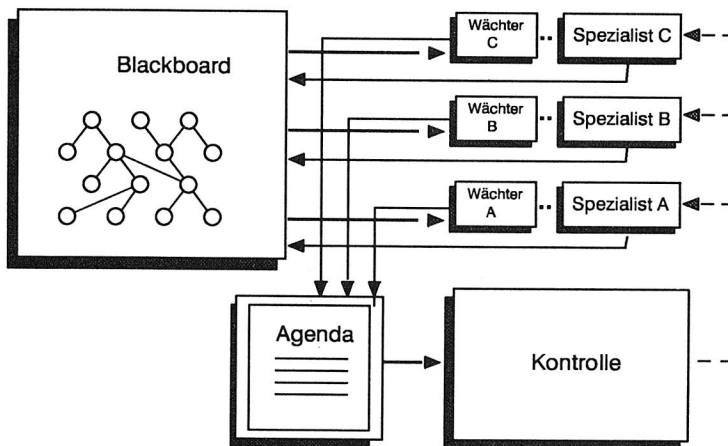 Blackboard
Wächter
C
Spezialist C
Wächter
B
Spezialist B
Wächter
A
Spezialist A
Agenda
Kontrolle